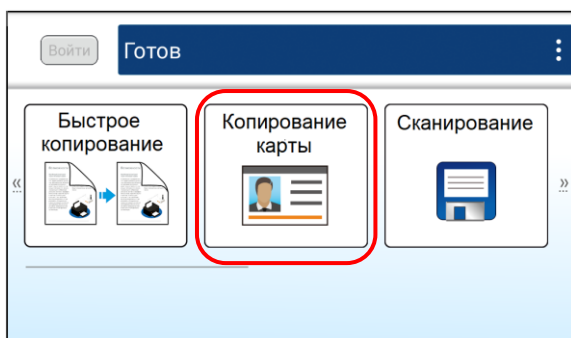 Войти
Готов
Быстрое
копирование
Копирование
карты
Сканирование
«
»